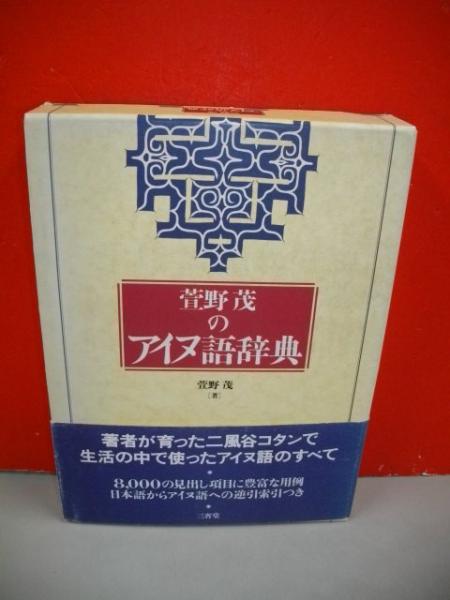 萱野茂
の
アイヌ語辞典
萱野 茂
[著]
著者が育った二風谷コタンで
生活の中で使ったアイヌ語のすべて
8,000の見出し項目に豊富な用例
日本語からアイヌ語への逆引索引つき
三省堂